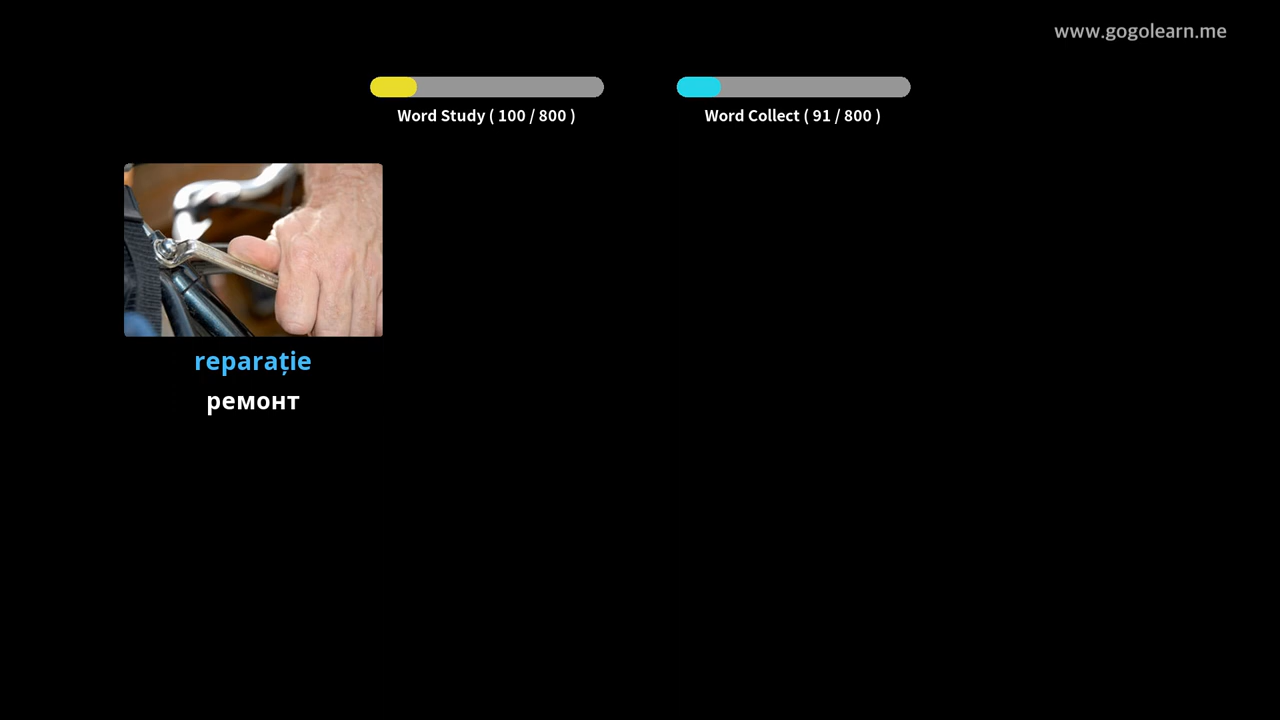 www.gogolearn.me
Word Study ( 100 / 800 )
Word Collect ( 91 / 800 )
reparație
ремонт